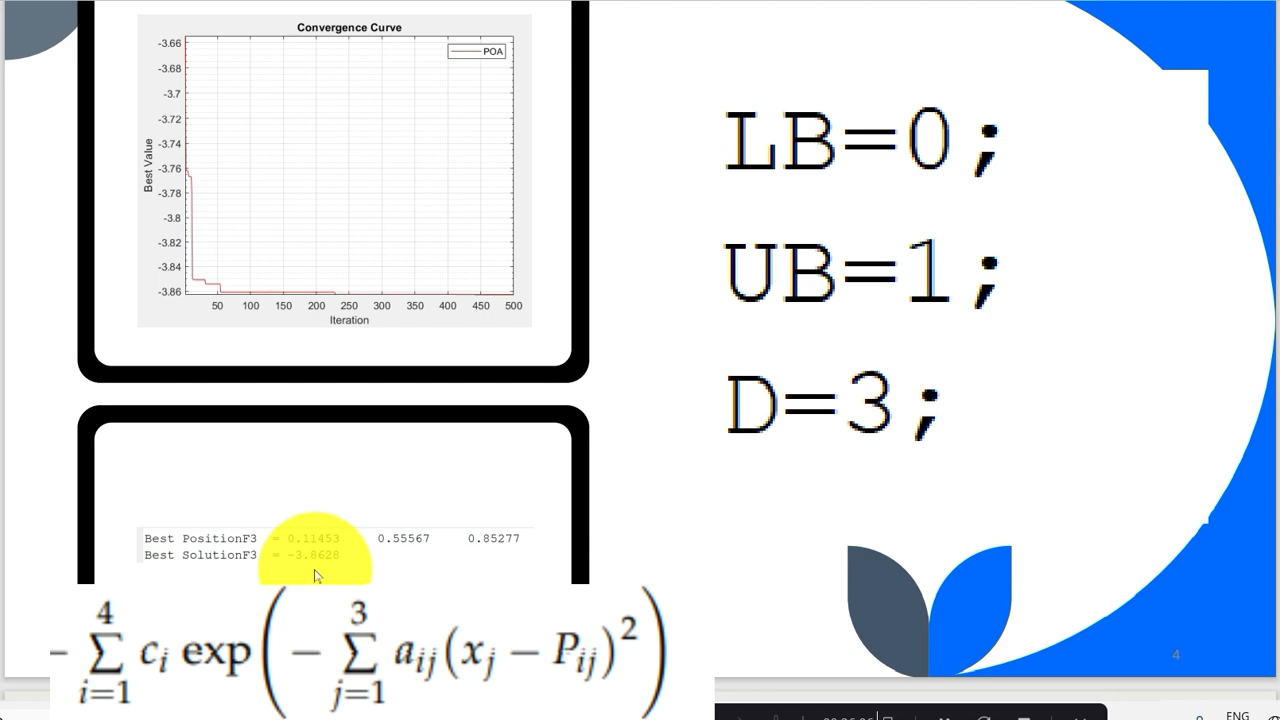 Convergence Curve
POA
-3.66
-3.68
-3.7
-3.72
-3.74
-3.76
-3.78
-3.8
-3.82
-3.84
-3.86
Best Value
50 100 150 200 250 300 350 400 450 500
Iteration
LB=0;
UB=1;
D=3;
Best PositionF3 = 0.11453 0.55567 0.85277
Best SolutionF3 = -3.8628
− ∑_{i=1}^{4} c_i exp(− ∑_{j=1}^{3} a_{ij}(x_j − P_{ij})^2)
4
ENG